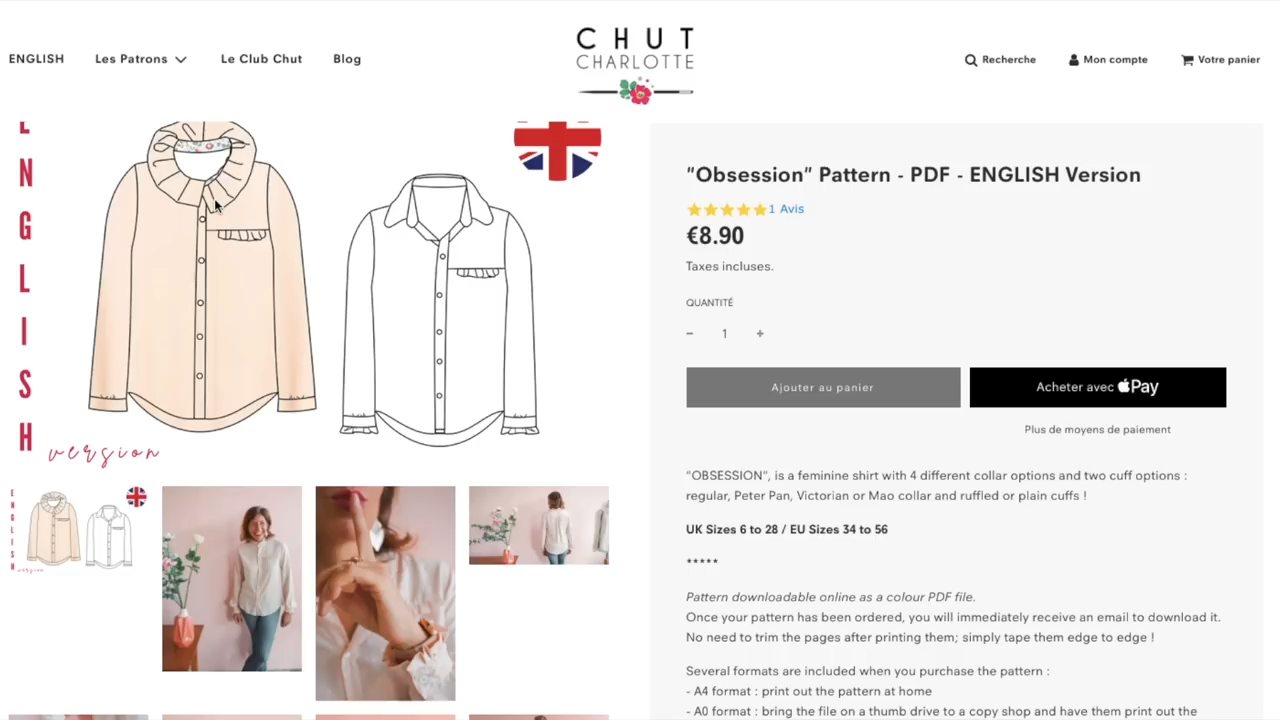 ENGLISH
Les Patrons
Le Club Chut
Blog
CHUT
CHARLOTTE
Recherche
Mon compte
Votre panier
ENGLISH
version
"Obsession" Pattern - PDF - ENGLISH Version
1 Avis
€8.90
Taxes incluses.
QUANTITÉ
− 1 +
Ajouter au panier
Acheter avec Pay
Plus de moyens de paiement
"OBSESSION", is a feminine shirt with 4 different collar options and two cuff options :
regular, Peter Pan, Victorian or Mao collar and ruffled or plain cuffs !
UK Sizes 6 to 28 / EU Sizes 34 to 56
*****
Pattern downloadable online as a colour PDF file.
Once your pattern has been ordered, you will immediately receive an email to download it.
No need to trim the pages after printing them; simply tape them edge to edge !
Several formats are included when you purchase the pattern :
- A4 format : print out the pattern at home
- A0 format : bring the file on a thumb drive to a copy shop and have them print out the
ENGLISH
version